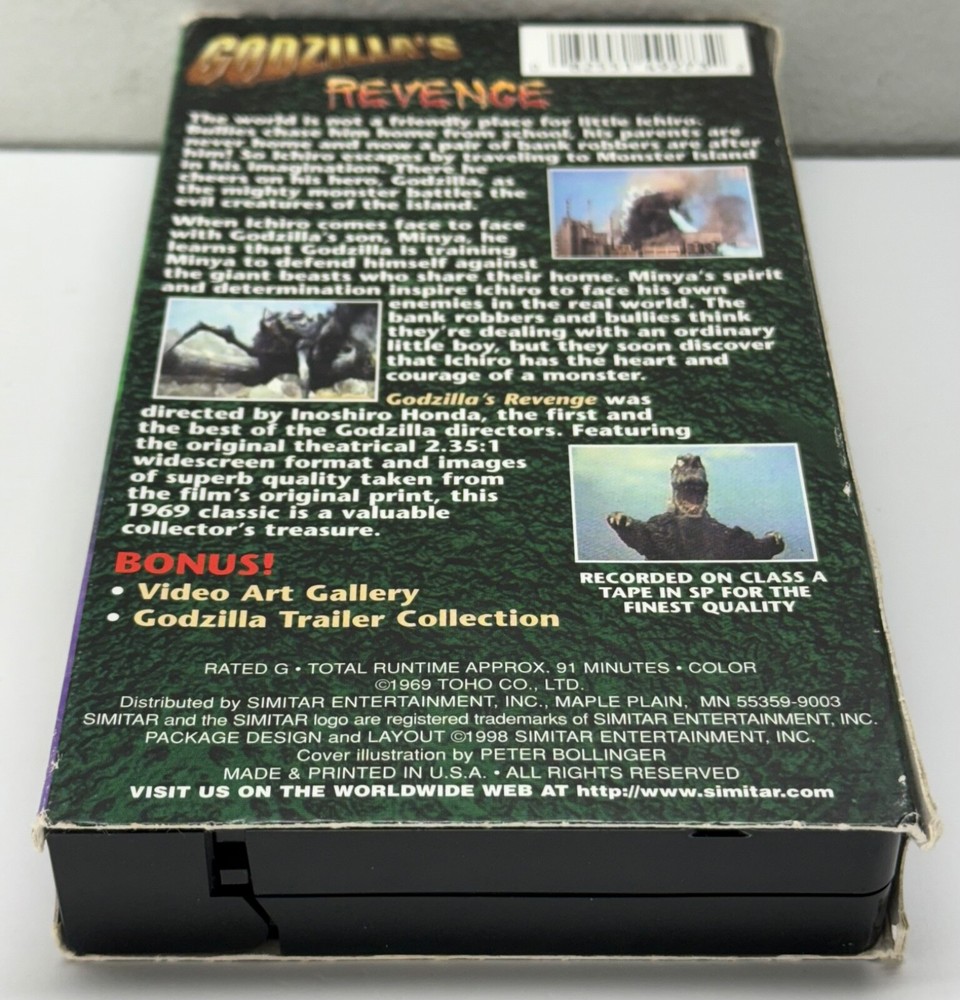 GODZILLA'S
REVENGE
The world is not a friendly place for little Ichiro.
Bullies chase him home from school, his parents are
never home and now a pair of bank robbers are after
him! So Ichiro escapes by traveling to Monster Island
in his imagination. There he
cheers on his hero, Godzilla, as
the mighty monster battles the
evil creatures of the island.
When Ichiro comes face to face
with Godzilla's son, Minya, he
learns that Godzilla is training
Minya to defend himself against
the giant beasts who share their home. Minya's spirit
and determination inspire Ichiro to face his own
enemies in the real world. The
bank robbers and bullies think
they're dealing with an ordinary
little boy, but they soon discover
that Ichiro has the heart and
courage of a monster.
Godzilla's Revenge was
directed by Inoshiro Honda, the first and
the best of the Godzilla directors. Featuring
the original theatrical 2.35:1
widescreen format and images
of superb quality taken from
the film's original print, this
1969 classic is a valuable
collector's treasure.
BONUS!
• Video Art Gallery
• Godzilla Trailer Collection
RECORDED ON CLASS A
TAPE IN SP FOR THE
FINEST QUALITY
RATED G • TOTAL RUNTIME APPROX. 91 MINUTES • COLOR
©1969 TOHO CO., LTD.
Distributed by SIMITAR ENTERTAINMENT, INC., MAPLE PLAIN, MN 55359-9003
SIMITAR and the SIMITAR logo are registered trademarks of SIMITAR ENTERTAINMENT, INC.
PACKAGE DESIGN and LAYOUT ©1998 SIMITAR ENTERTAINMENT, INC.
Cover illustration by PETER BOLLINGER
MADE & PRINTED IN U.S.A. • ALL RIGHTS RESERVED
VISIT US ON THE WORLDWIDE WEB AT http://www.simitar.com